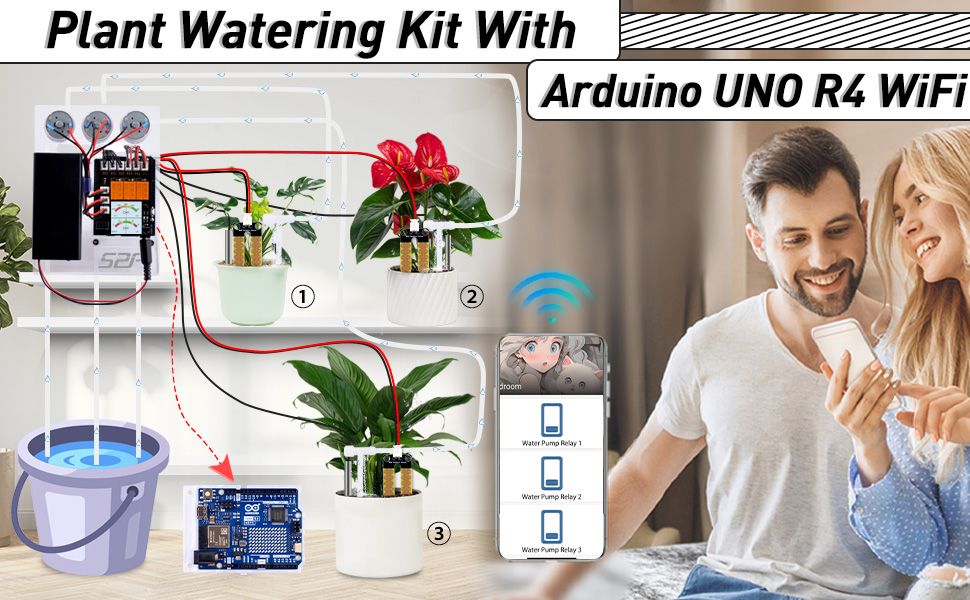 Plant Watering Kit With
Arduino UNO R4 WiFi
S2F
①
②
③
droom
Water Pump Relay 1
Water Pump Relay 2
Water Pump Relay 3